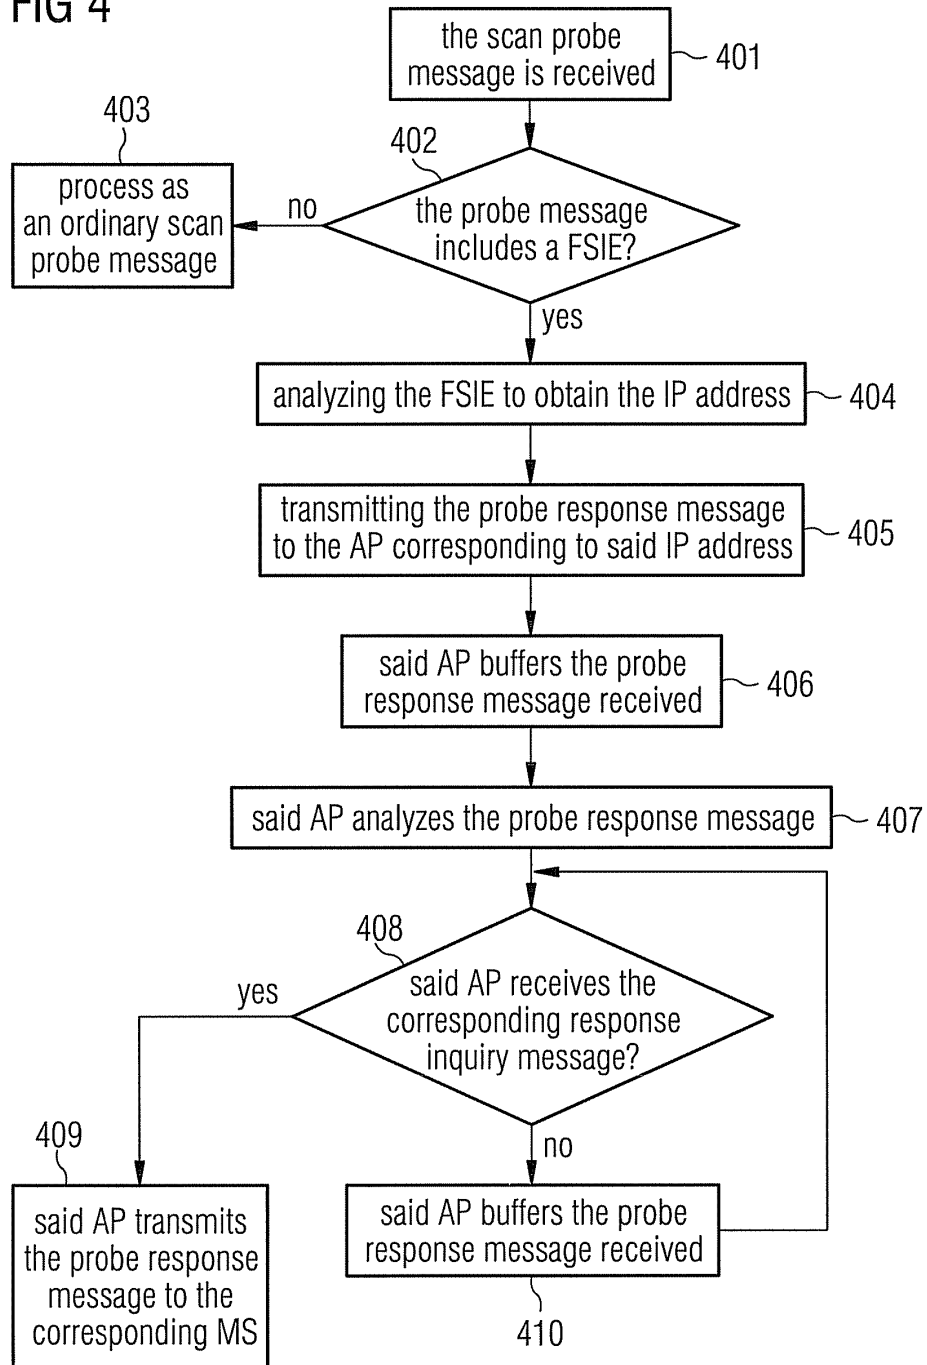 FIG 4
the scan probe
message is received
401
403
402
process as
an ordinary scan
probe message
no
the probe message
includes a FSIE?
yes
analyzing the FSIE to obtain the IP address
404
transmitting the probe response message
to the AP corresponding to said IP address
405
said AP buffers the probe
response message received
406
said AP analyzes the probe response message
407
408
yes
said AP receives the
corresponding response
inquiry message?
409
no
said AP transmits
the probe response
message to the
corresponding MS
said AP buffers the probe
response message received
410